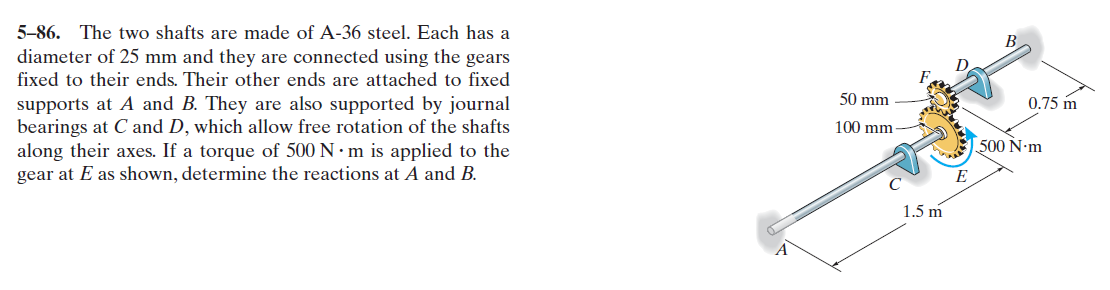 5–86. The two shafts are made of A-36 steel. Each has a
diameter of 25 mm and they are connected using the gears
fixed to their ends. Their other ends are attached to fixed
supports at A and B. They are also supported by journal
bearings at C and D, which allow free rotation of the shafts
along their axes. If a torque of 500 N·m is applied to the
gear at E as shown, determine the reactions at A and B.
B
D
F
50 mm
0.75 m
100 mm
500 N·m
E
C
1.5 m
A